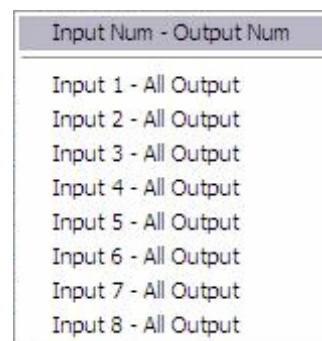 Input Num - Output Num
Input 1 - All Output
Input 2 - All Output
Input 3 - All Output
Input 4 - All Output
Input 5 - All Output
Input 6 - All Output
Input 7 - All Output
Input 8 - All Output